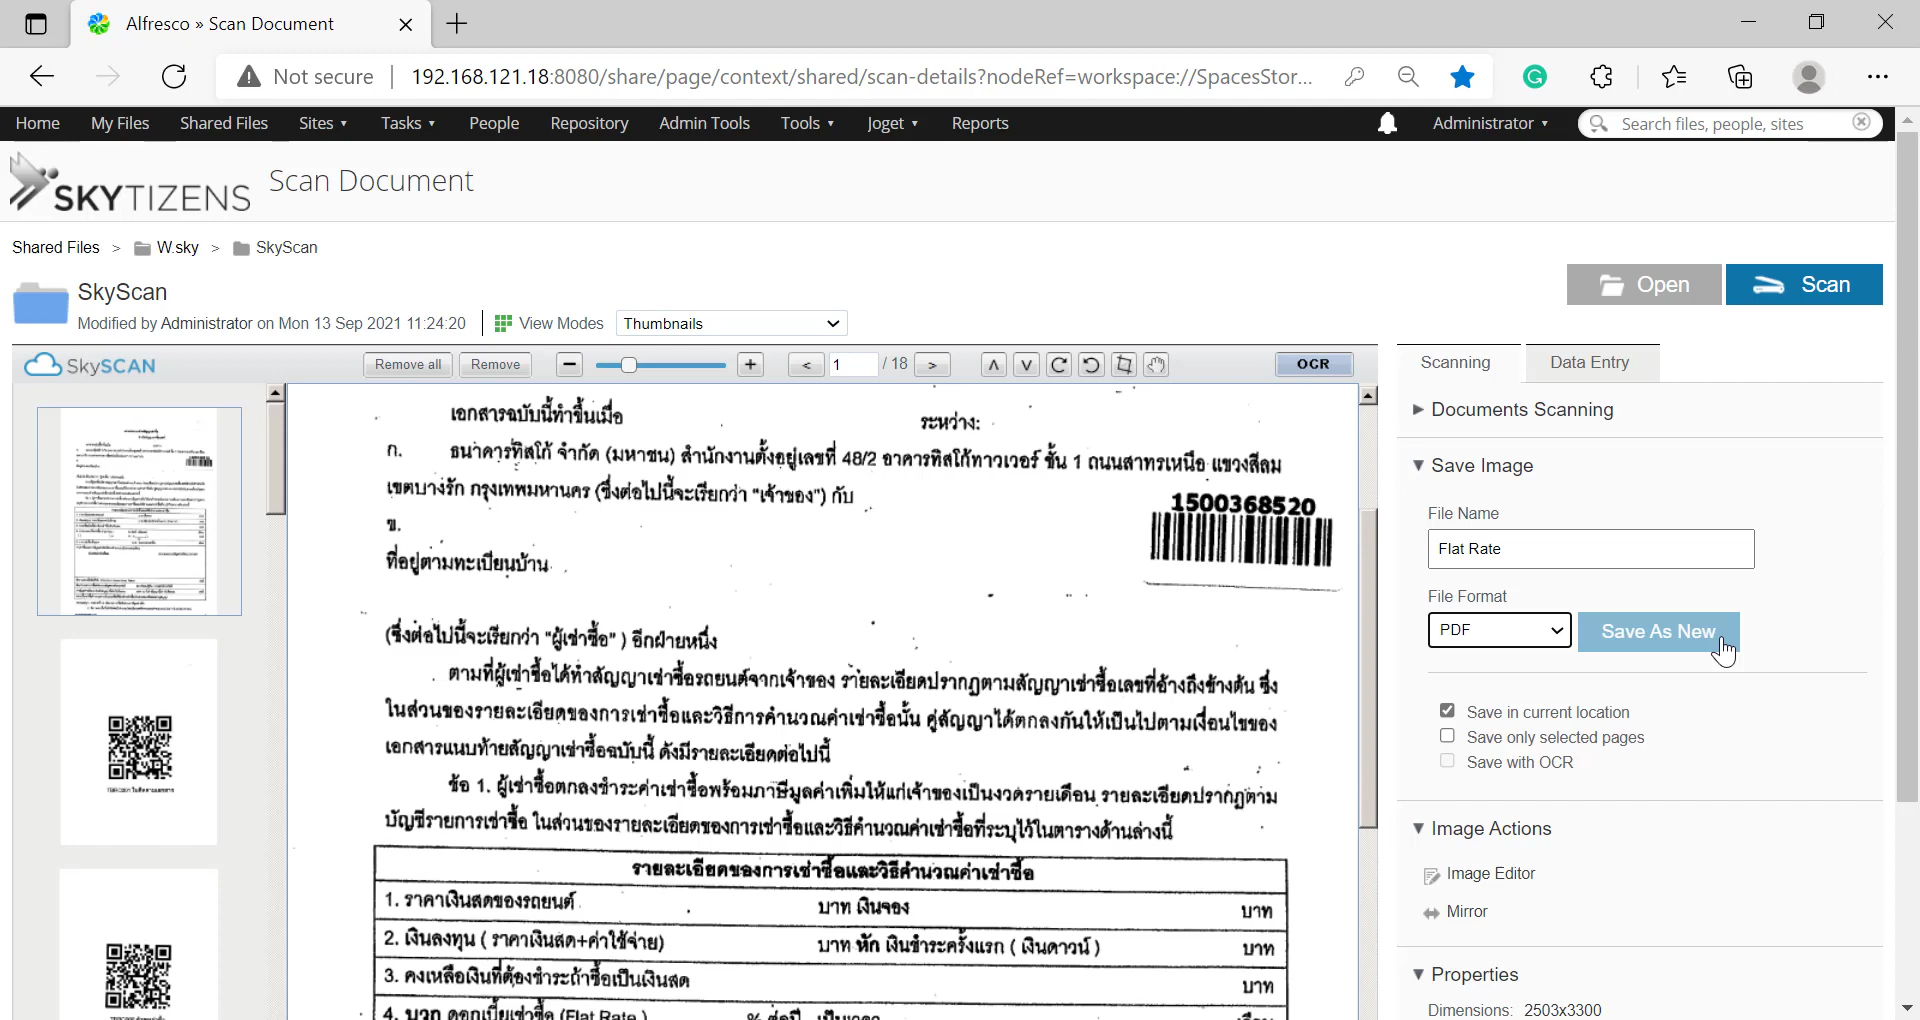 Alfresco » Scan Document
Not secure
192.168.121.18:8080/share/page/context/shared/scan-details?nodeRef=workspace://SpacesStor...
Home My Files Shared Files Sites Tasks People Repository Admin Tools Tools Joget Reports Administrator Search files, people, sites
SKYTIZENS Scan Document
Shared Files > W.sky > SkyScan
Open Scan
SkyScan
Modified by Administrator on Mon 13 Sep 2021 11:24:20 View Modes Thumbnails
SkySCAN Remove all Remove − + < 1 / 18 > OCR
Scanning Data Entry
เอกสารฉบับนี้ทำขึ้นเมื่อ ระหว่าง:
ก. ธนาคารทิสโก้ จำกัด (มหาชน) สำนักงานตั้งอยู่เลขที่ 48/2 อาคารทิสโก้ทาวเวอร์ ชั้น 1 ถนนสาทรเหนือ แขวงสีลม
เขตบางรัก กรุงเทพมหานคร (ซึ่งต่อไปนี้จะเรียกว่า "เจ้าของ") กับ
1500368520
ข.
ที่อยู่ตามทะเบียนบ้าน
(ซึ่งต่อไปนี้จะเรียกว่า "ผู้เช่าซื้อ" ) อีกฝ่ายหนึ่ง
ตามที่ผู้เช่าซื้อได้ทำสัญญาเช่าซื้อรถยนต์จากเจ้าของ รายละเอียดปรากฏตามสัญญาเช่าซื้อเลขที่อ้างถึงข้างต้น ซึ่ง
ในส่วนของรายละเอียดของการเช่าซื้อและวิธีการคำนวณค่าเช่าซื้อนั้น คู่สัญญาได้ตกลงกันให้เป็นไปตามเงื่อนไขของ
เอกสารแนบท้ายสัญญาเช่าซื้อฉบับนี้ ดังมีรายละเอียดต่อไปนี้
ข้อ 1. ผู้เช่าซื้อตกลงชำระค่าเช่าซื้อพร้อมภาษีมูลค่าเพิ่มให้แก่เจ้าของเป็นงวดรายเดือน รายละเอียดปรากฏตาม
บัญชีรายการเช่าซื้อ ในส่วนของรายละเอียดของการเช่าซื้อและวิธีคำนวณค่าเช่าซื้อที่ระบุไว้ในตารางด้านล่างนี้
รายละเอียดของการเช่าซื้อและวิธีคำนวณค่าเช่าซื้อ
1. ราคาเงินสดของรถยนต์ บาท เงินจอง บาท
2. เงินลงทุน ( ราคาเงินสด+ค่าใช้จ่าย) บาท หัก เงินชำระครั้งแรก ( เงินดาวน์ ) บาท
3. คงเหลือเงินที่ต้องชำระถ้าซื้อเป็นเงินสด บาท
4. บวก ดอกเบี้ยเช่าซื้อ (Flat Rate ) % ต่อปี เป็นเวลา เดือน
Documents Scanning
Save Image
File Name
Flat Rate
File Format
PDF Save As New
Save in current location
Save only selected pages
Save with OCR
Image Actions
Image Editor
Mirror
Properties
Dimensions: 2503x3300